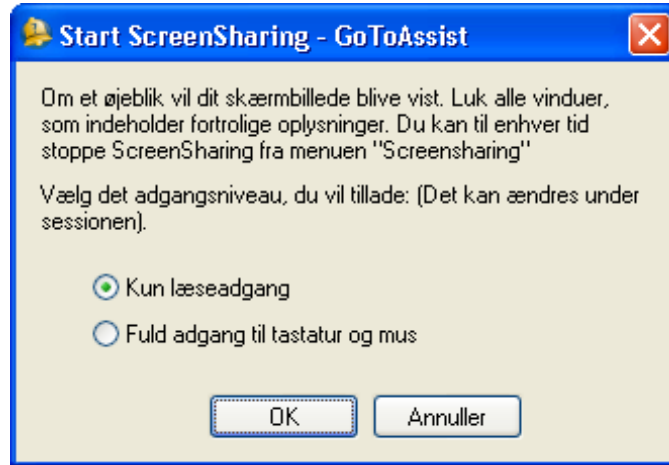 Start ScreenSharing - GoToAssist
Om et øjeblik vil dit skærmbillede blive vist. Luk alle vinduer,
som indeholder fortrolige oplysninger. Du kan til enhver tid
stoppe ScreenSharing fra menuen "Screensharing"
Vælg det adgangsniveau, du vil tillade: (Det kan ændres under
sessionen).
Kun læseadgang
Fuld adgang til tastatur og mus
OK
Annuller